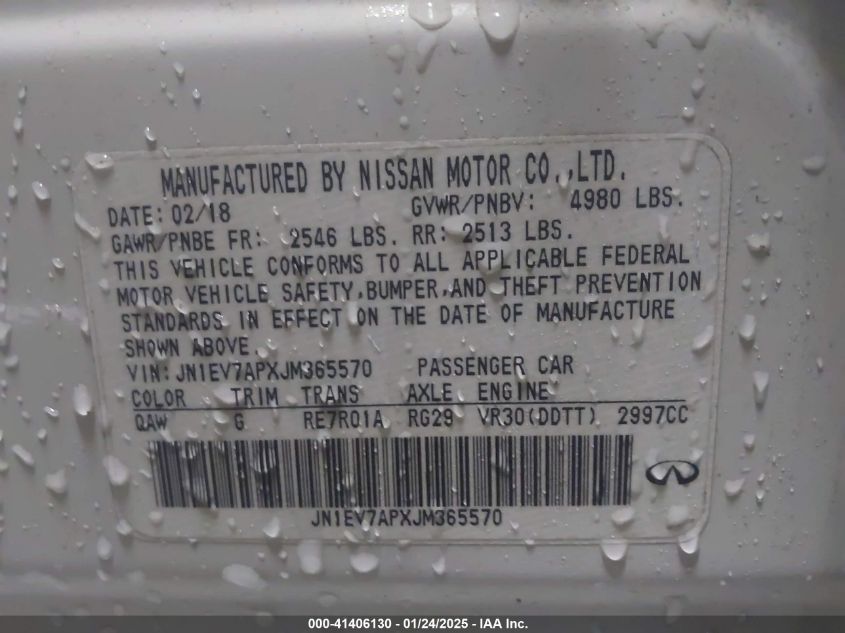 MANUFACTURED BY NISSAN MOTOR CO.,LTD.
DATE: 02/18 GVWR/PNBV: 4980 LBS.
GAWR/PNBE FR: 2546 LBS. RR: 2513 LBS.
THIS VEHICLE CONFORMS TO ALL APPLICABLE FEDERAL
MOTOR VEHICLE SAFETY,BUMPER,AND THEFT PREVENTION
STANDARDS IN EFFECT ON THE DATE OF MANUFACTURE
SHOWN ABOVE.
VIN: JN1EV7APXJM365570 PASSENGER CAR
COLOR TRIM TRANS AXLE ENGINE
QAW G RE7R01A RG29 VR30(DDTT) 2997CC
JN1EV7APXJM365570
000-41406130 - 01/24/2025 - IAA Inc.